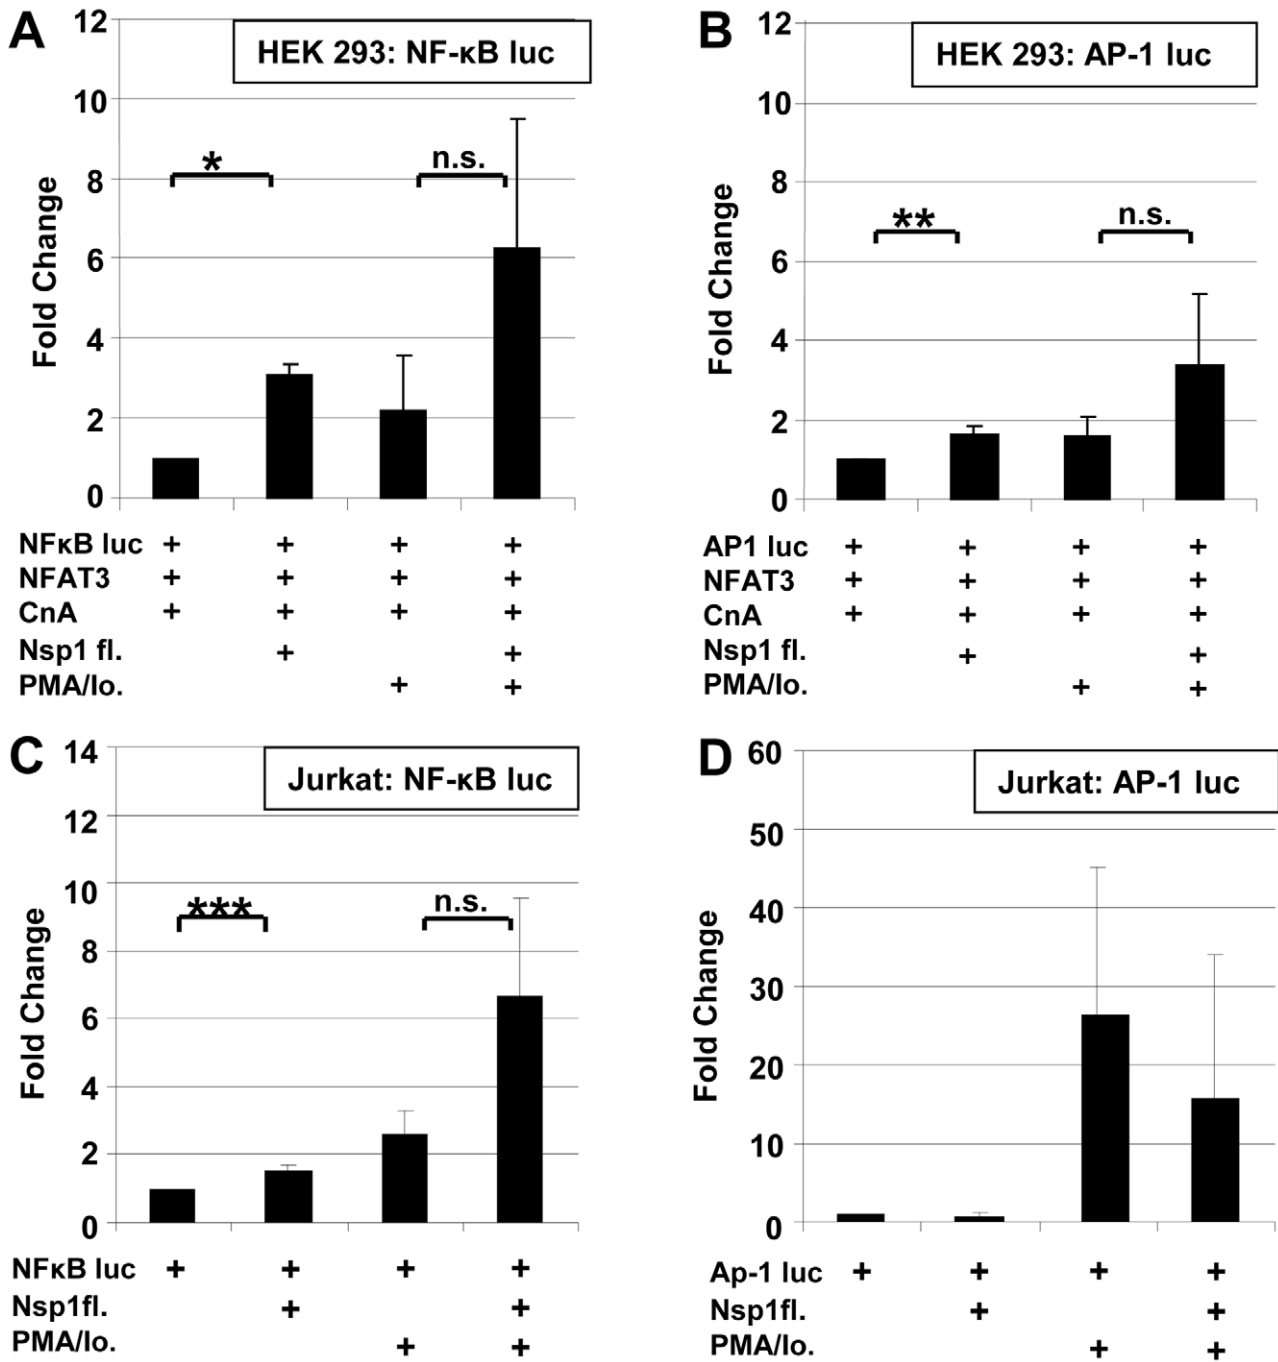 A
HEK 293: NF-κB luc
12
10
8
6
4
2
0
Fold Change
*
n.s.
NFκB luc + + + +
NFAT3 + + + +
CnA + + + +
Nsp1 fl. + +
PMA/Io. + +
B
HEK 293: AP-1 luc
12
10
8
6
4
2
0
Fold Change
**
n.s.
AP1 luc + + + +
NFAT3 + + + +
CnA + + + +
Nsp1 fl. + +
PMA/Io. + +
C
Jurkat: NF-κB luc
14
12
10
8
6
4
2
0
Fold Change
***
n.s.
NFκB luc + + + +
Nsp1fl. + +
PMA/Io. + +
D
Jurkat: AP-1 luc
60
50
40
30
20
10
0
Fold Change
Ap-1 luc + + + +
Nsp1fl. + +
PMA/Io. + +